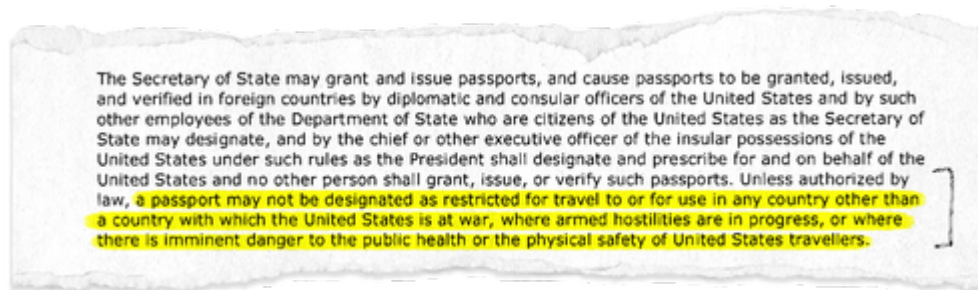 The Secretary of State may grant and issue passports, and cause passports to be granted, issued,
and verified in foreign countries by diplomatic and consular officers of the United States and by such
other employees of the Department of State who are citizens of the United States as the Secretary of
State may designate, and by the chief or other executive officer of the insular possessions of the
United States under such rules as the President shall designate and prescribe for and on behalf of the
United States and no other person shall grant, issue, or verify such passports. Unless authorized by
law, a passport may not be designated as restricted for travel to or for use in any country other than
a country with which the United States is at war, where armed hostilities are in progress, or where
there is imminent danger to the public health or the physical safety of United States travellers.